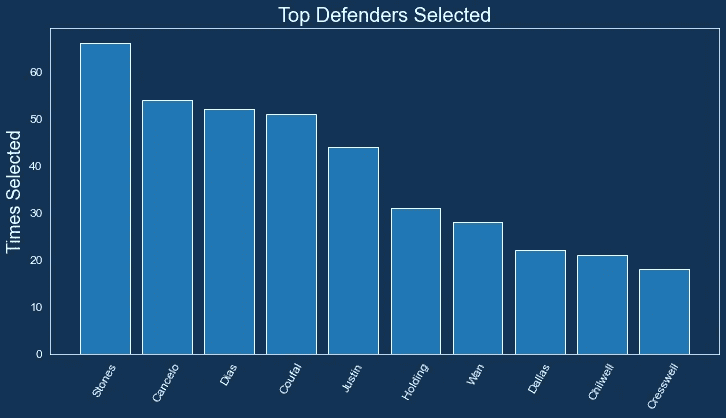 Top Defenders Selected
Times Selected
60
50
40
30
20
10
0
Stones
Cancelo
Dias
Coufal
Justin
Holding
Wan
Dallas
Chilwell
Cresswell